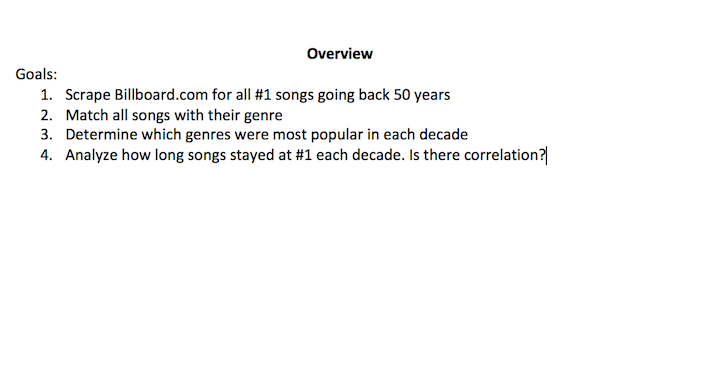 Overview
Goals:
1. Scrape Billboard.com for all #1 songs going back 50 years
2. Match all songs with their genre
3. Determine which genres were most popular in each decade
4. Analyze how long songs stayed at #1 each decade. Is there correlation?